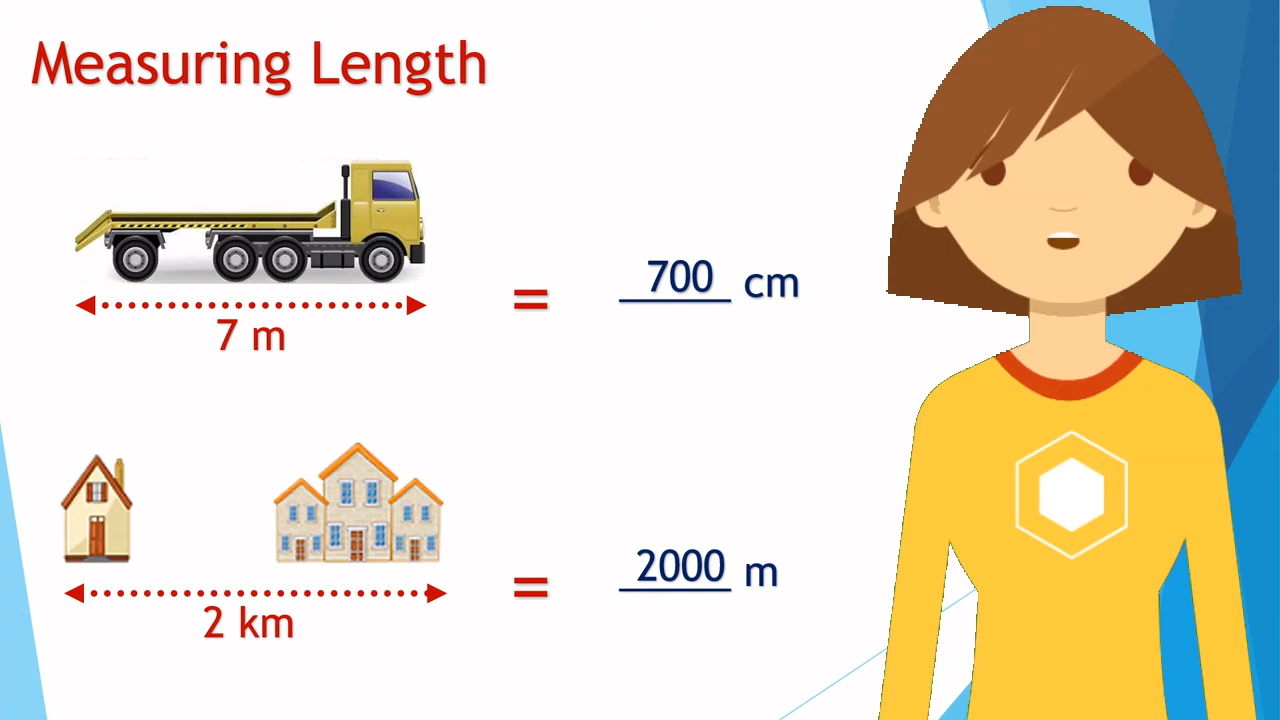 Measuring Length
7 m
= 700 cm
2 km
= 2000 m